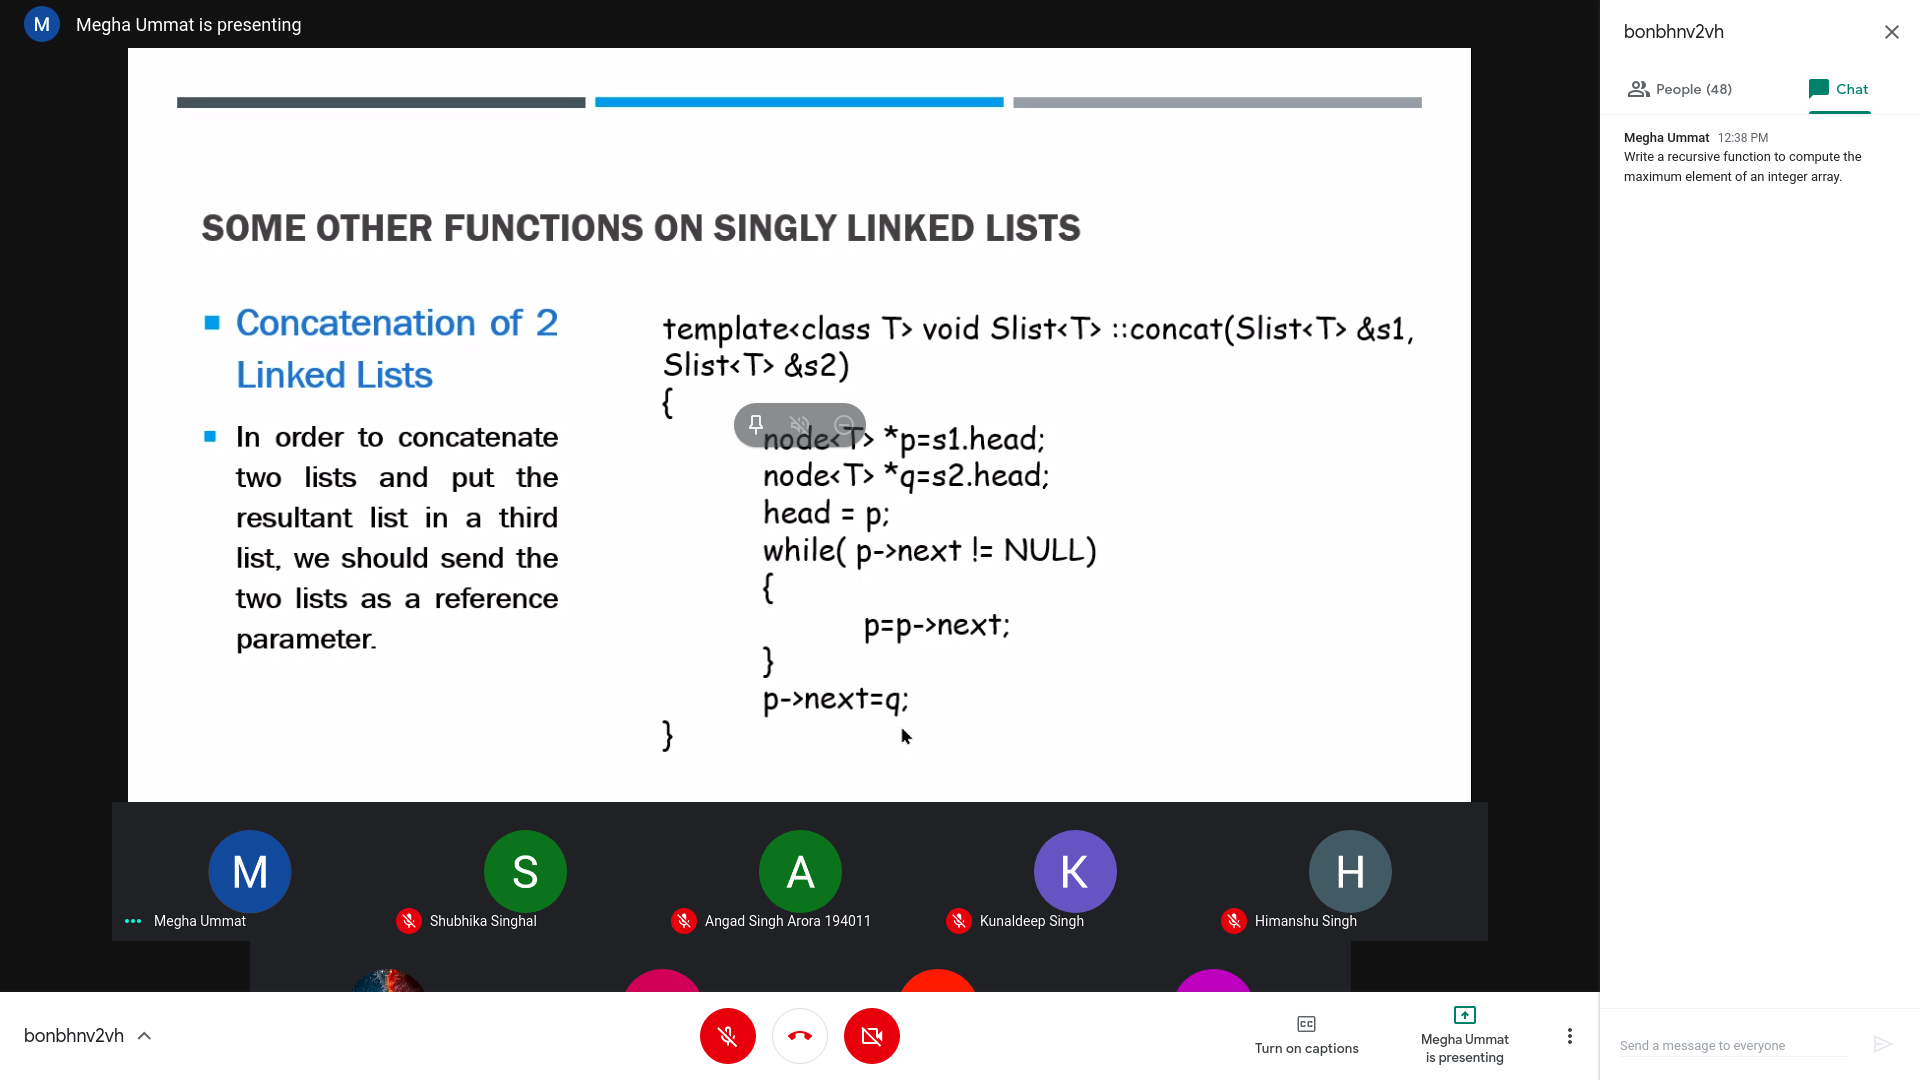 M Megha Ummat is presenting
SOME OTHER FUNCTIONS ON SINGLY LINKED LISTS
Concatenation of 2
Linked Lists
In order to concatenate
two lists and put the
resultant list in a third
list, we should send the
two lists as a reference
parameter.
template<class T> void Slist<T> ::concat(Slist<T> &s1,
Slist<T> &s2)
{
node<T> *p=s1.head;
node<T> *q=s2.head;
head = p;
while( p->next != NULL)
{
p=p->next;
}
p->next=q;
}
M
S
A
K
H
Megha Ummat
Shubhika Singhal
Angad Singh Arora 194011
Kunaldeep Singh
Himanshu Singh
bonbhnv2vh
CC
Turn on captions
Megha Ummat
is presenting
bonbhnv2vh
People (48)
Chat
Megha Ummat 12:38 PM
Write a recursive function to compute the
maximum element of an integer array.
Send a message to everyone